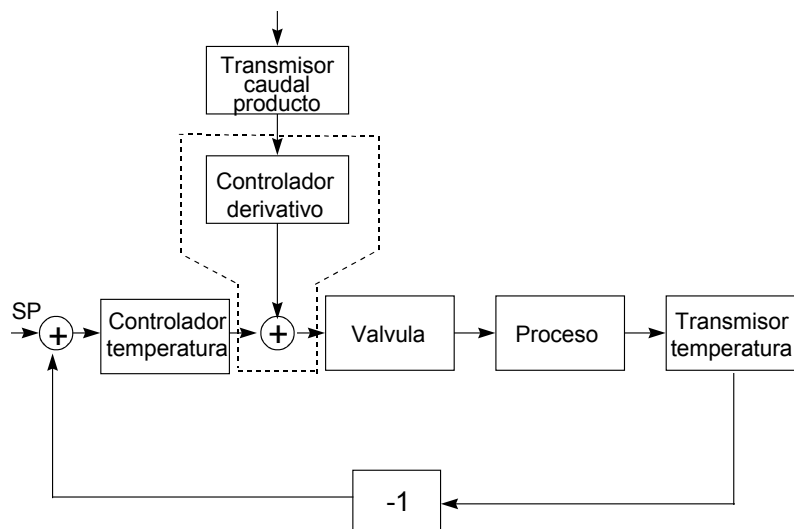 Transmisor
caudal
producto
Controlador
derivativo
SP
+
Controlador
temperatura
+
Valvula
Proceso
Transmisor
temperatura
-1